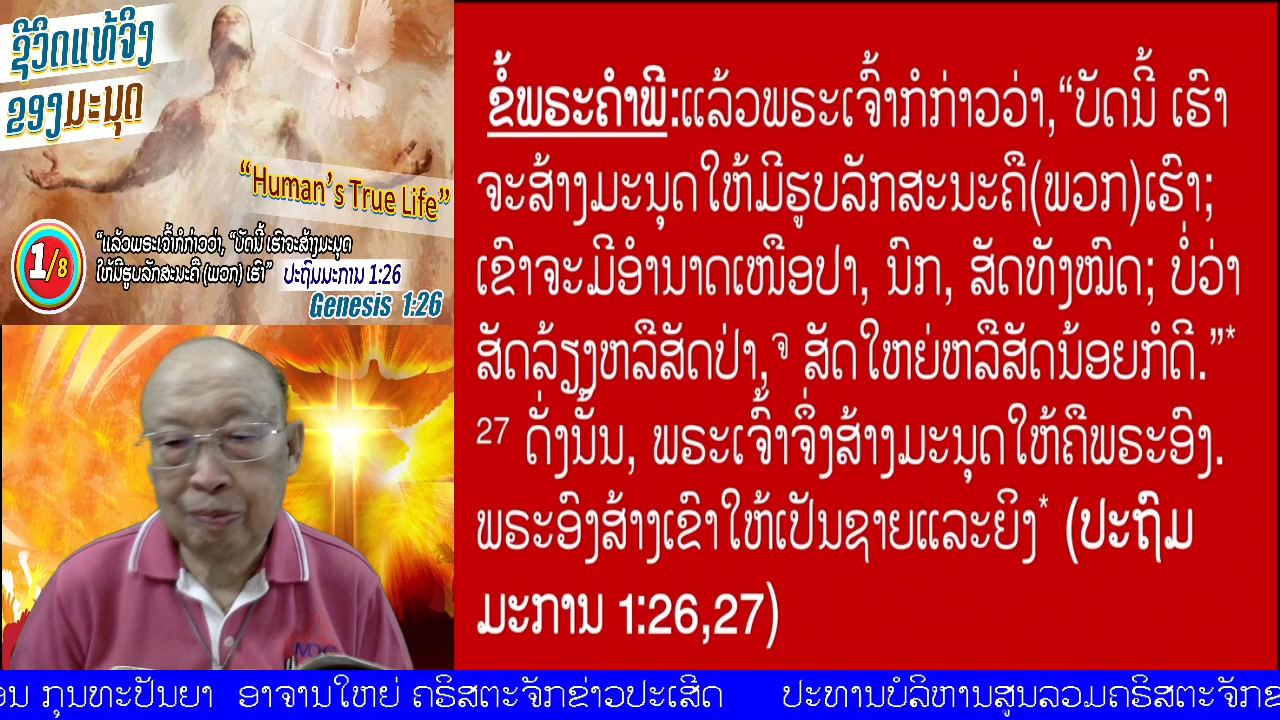 ຊີວິດແທ້ຈິງ
ຂອງມະນຸດ
“Human’s True Life”
1/8
“ແລ້ວພຣະເຈົ້າກໍກ່າວວ່າ, “ບັດນີ້ ເຮົາຈະສ້າງມະນຸດ
ໃຫ້ມີຮູບລັກສະນະຄື (ພວກ) ເຮົາ” ປະຖົມມະການ 1:26
Genesis 1:26
ຂໍ້ພຣະຄໍາພີ:ແລ້ວພຣະເຈົ້າກໍກ່າວວ່າ,“ບັດນີ້ ເຮົາ
ຈະສ້າງມະນຸດໃຫ້ມີຮູບລັກສະນະຄື(ພວກ)ເຮົາ;
ເຂົາຈະມີອໍານາດເໜືອປາ, ນົກ, ສັດທັງໝົດ; ບໍ່ວ່າ
ສັດລ້ຽງຫລືສັດປ່າ,ຈ ສັດໃຫຍ່ຫລືສັດນ້ອຍກໍດີ.”*
27 ດັ່ງນັ້ນ, ພຣະເຈົ້າຈຶ່ງສ້າງມະນຸດໃຫ້ຄືພຣະອົງ.
ພຣະອົງສ້າງເຂົາໃຫ້ເປັນຊາຍແລະຍິງ* (ປະຖົມ
ມະການ 1:26,27)
ກຸນທະປັນຍາ ອາຈານໃຫຍ່ ຄຣິສຕະຈັກຂ່າວປະເສີດ ປະທານບໍລິຫານສູນລວມຄຣິສຕະຈັກຂ